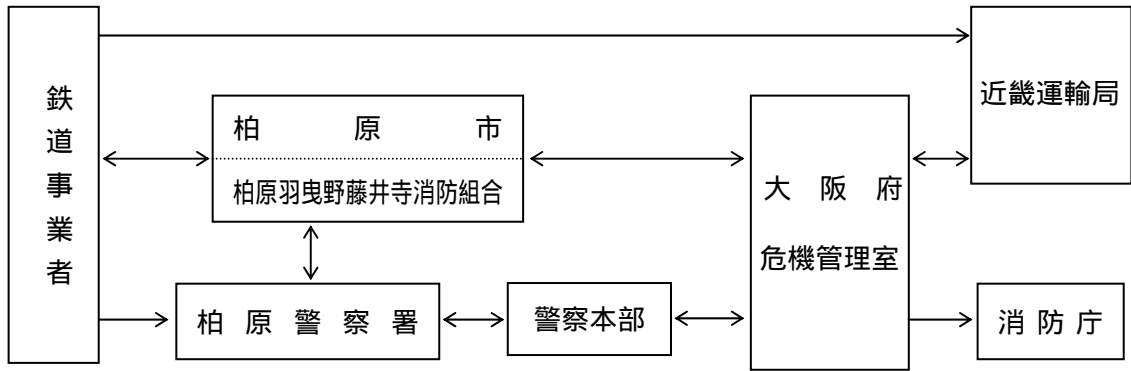 鉄道事業者
近畿運輸局
柏原市
柏原羽曳野藤井寺消防組合
大阪府
危機管理室
柏原警察署
警察本部
消防庁